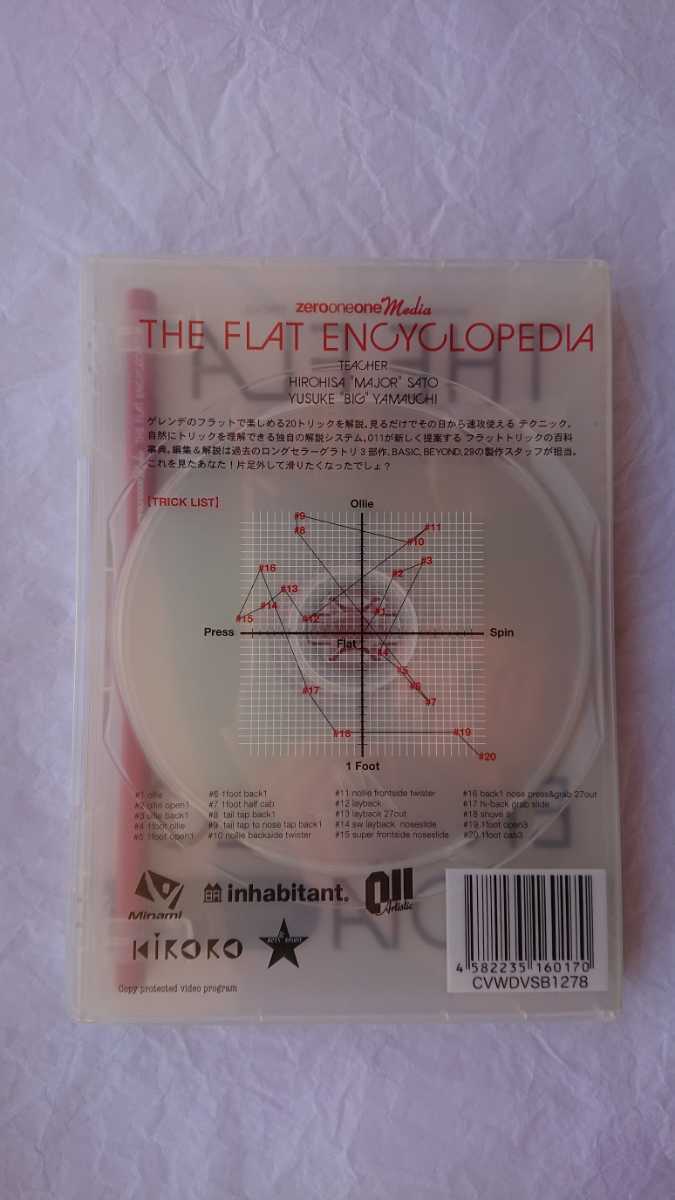 zerooneone Media
THE FLAT ENCYCLOPEDIA
TEACHER
HIROHISA "MAJOR" SATO
YUSUKE "BIG" YAMAUCHI
ゲレンデのフラットで楽しめる20トリックを解説。見るだけでその日から速攻使える テクニック。
自然にトリックを理解できる独自の解説システム。011が新しく提案する フラットトリックの百科
事典。編集&解説は過去のロングセラーグラトリ3部作、BASIC, BEYOND, 29の製作スタッフが担当。
これを見たあなた!片足外して滑りたくなったでしょ?
【TRICK LIST】
Ollie
#9
#8
#11
#10
#3
#2
#16
#13
#14
#15
#12
#1
Press
Spin
Flat
#4
#5
#6
#7
#17
#18
#19
#20
1 Foot
#1 ollie
#2 ollie open1
#3 ollie back1
#4 1foot ollie
#5 1foot open1
#6 1foot back1
#7 1foot half cab
#8 tail tap back1
#9 tail tap to nose tap back1
#10 nollie backside twister
#11 nollie frontside twister
#12 layback
#13 layback 27out
#14 sw layback noseslide
#15 super frontside noseslide
#16 back1 nose press&grab 27out
#17 hi-back grab slide
#18 shove it
#19 1foot open3
#20 1foot cab3
Minami
inhabitant.
011
Artistic
KIROKO
Copy protected video program
4 582235 160170
CVWDVSB1278